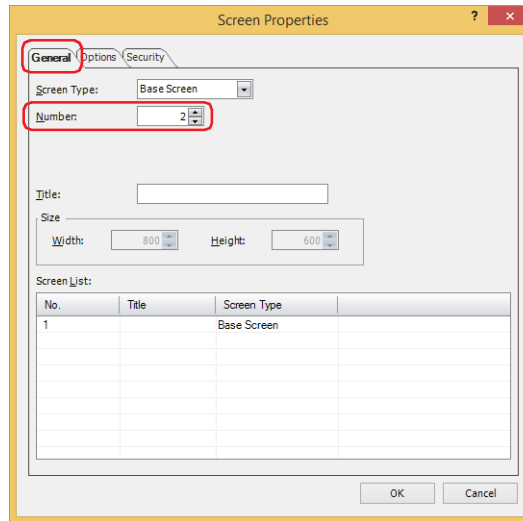 Screen Properties
? ×
General Options Security
Screen Type: Base Screen
Number: 2
Title:
Size
Width: 800 Height: 600
Screen List:
No. Title Screen Type
1 Base Screen
OK Cancel